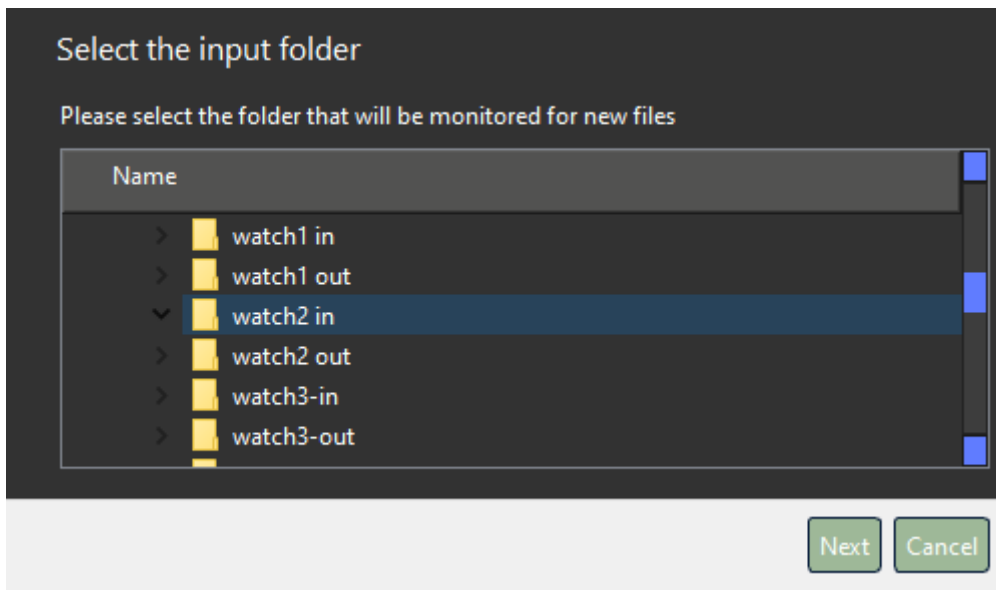 Select the input folder
Please select the folder that will be monitored for new files
Name
watch1 in
watch1 out
watch2 in
watch2 out
watch3-in
watch3-out
Next Cancel